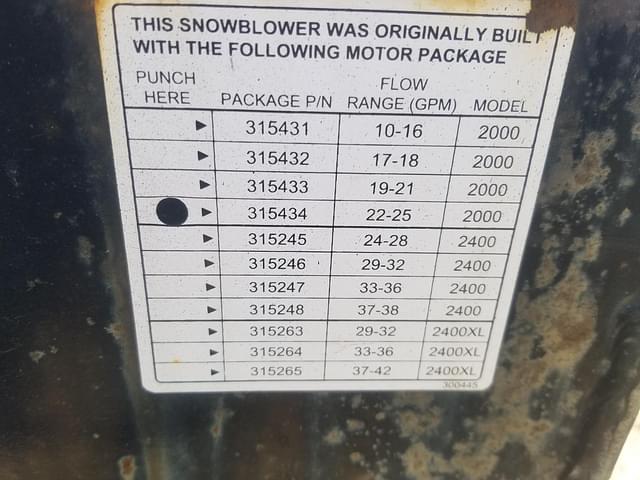 THIS SNOWBLOWER WAS ORIGINALLY BUILT
WITH THE FOLLOWING MOTOR PACKAGE
PUNCH HERE PACKAGE P/N FLOW RANGE (GPM) MODEL
315431 10-16 2000
315432 17-18 2000
315433 19-21 2000
315434 22-25 2000
315245 24-28 2400
315246 29-32 2400
315247 33-36 2400
315248 37-38 2400
315263 29-32 2400XL
315264 33-36 2400XL
315265 37-42 2400XL
300445